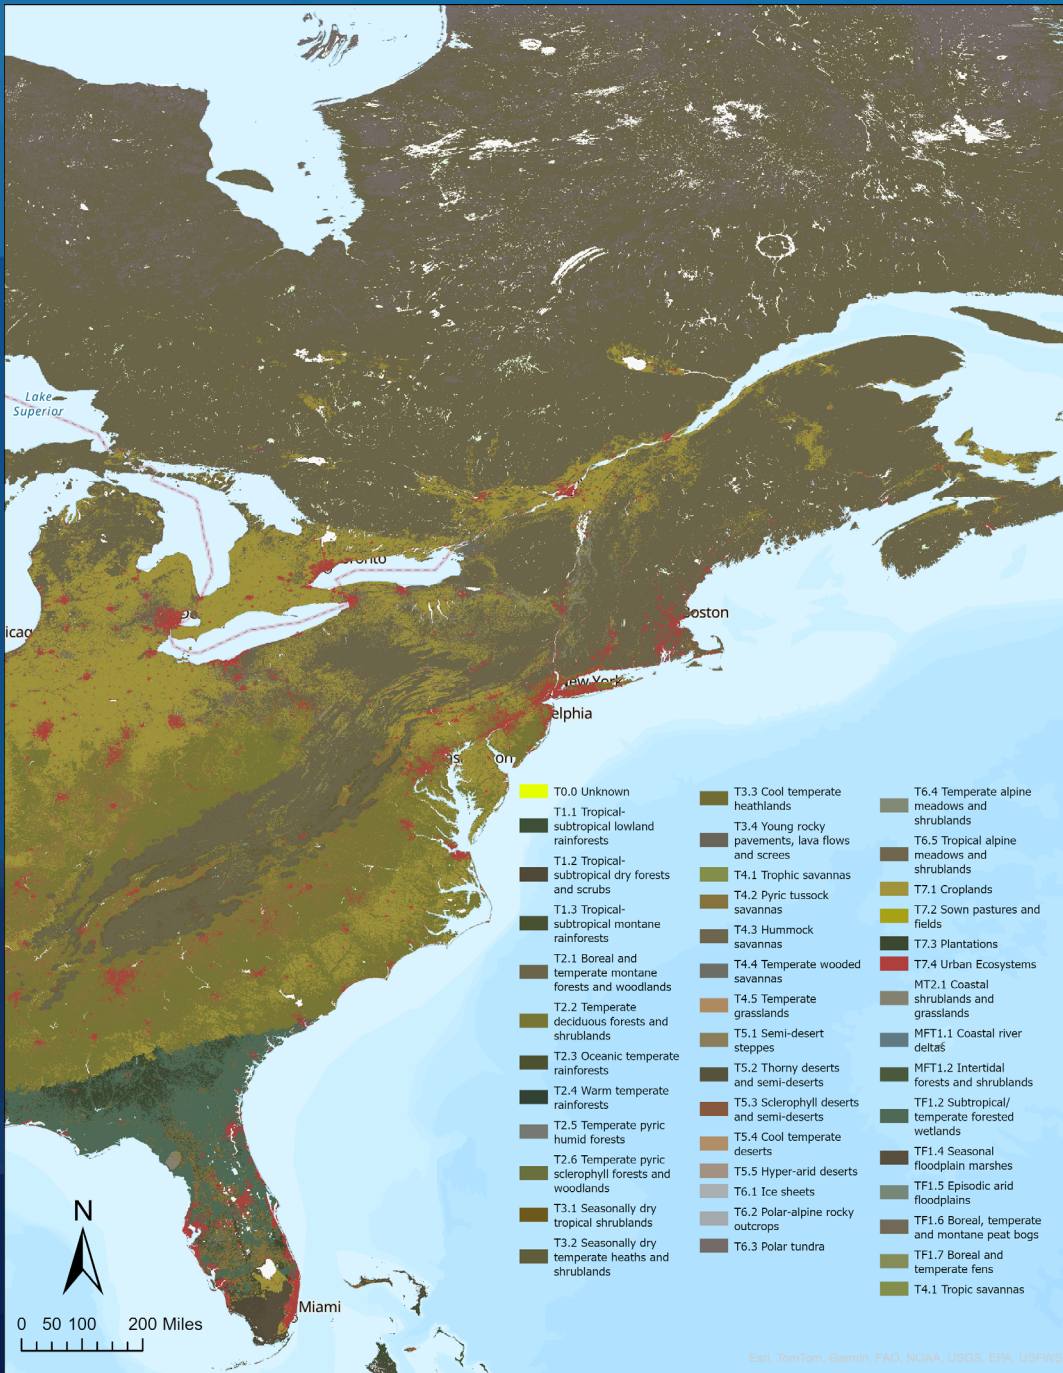 Lake
Superior
oronto
icag
Boston
New York
elphia
as
on
Miami
N
0 50 100 200 Miles
T0.0 Unknown
T1.1 Tropical-
subtropical lowland
rainforests
T1.2 Tropical-
subtropical dry forests
and scrubs
T1.3 Tropical-
subtropical montane
rainforests
T2.1 Boreal and
temperate montane
forests and woodlands
T2.2 Temperate
deciduous forests and
shrublands
T2.3 Oceanic temperate
rainforests
T2.4 Warm temperate
rainforests
T2.5 Temperate pyric
humid forests
T2.6 Temperate pyric
sclerophyll forests and
woodlands
T3.1 Seasonally dry
tropical shrublands
T3.2 Seasonally dry
temperate heaths and
shrublands
T3.3 Cool temperate
heathlands
T3.4 Young rocky
pavements, lava flows
and screes
T4.1 Trophic savannas
T4.2 Pyric tussock
savannas
T4.3 Hummock
savannas
T4.4 Temperate wooded
savannas
T4.5 Temperate
grasslands
T5.1 Semi-desert
steppes
T5.2 Thorny deserts
and semi-deserts
T5.3 Sclerophyll deserts
and semi-deserts
T5.4 Cool temperate
deserts
T5.5 Hyper-arid deserts
T6.1 Ice sheets
T6.2 Polar-alpine rocky
outcrops
T6.3 Polar tundra
T6.4 Temperate alpine
meadows and
shrublands
T6.5 Tropical alpine
meadows and
shrublands
T7.1 Croplands
T7.2 Sown pastures and
fields
T7.3 Plantations
T7.4 Urban Ecosystems
MT2.1 Coastal
shrublands and
grasslands
MFT1.1 Coastal river
deltas
MFT1.2 Intertidal
forests and shrublands
TF1.2 Subtropical/
temperate forested
wetlands
TF1.4 Seasonal
floodplain marshes
TF1.5 Episodic arid
floodplains
TF1.6 Boreal, temperate
and montane peat bogs
TF1.7 Boreal and
temperate fens
T4.1 Tropic savannas
Esri, TomTom, Garmin, FAO, NOAA, USGS, EPA, USFWS